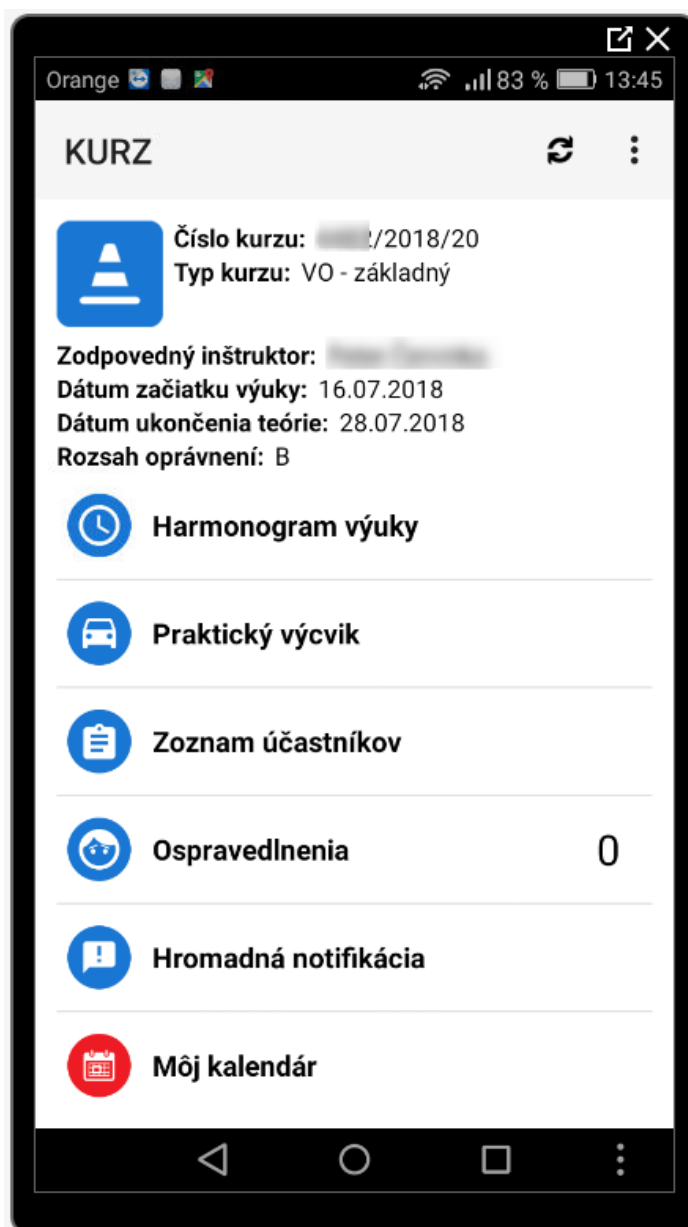 Orange 83 % 13:45
KURZ
Číslo kurzu: /2018/20
Typ kurzu: VO - základný
Zodpovedný inštruktor:
Dátum začiatku výuky: 16.07.2018
Dátum ukončenia teórie: 28.07.2018
Rozsah oprávnení: B
Harmonogram výuky
Praktický výcvik
Zoznam účastníkov
Ospravedlnenia 0
Hromadná notifikácia
Môj kalendár